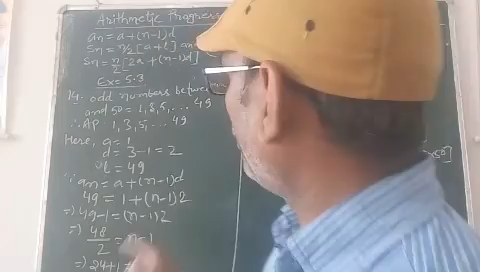 Arithmetic Progress
an = a + (n-1)d
Sn = n/2 [a+l]
Sn = n/2 [2a + (n-1)d]
Ex = 5.3
14. odd numbers betwe
and 50 = 1, 3, 5, ... 49
∴ AP = 1, 3, 5, ... 49
Here, a = 1
d = 3-1 = 2
l = 49
∵ an = a + (n-1)d
49 = 1 + (n-1)2
⇒ 49-1 = (n-1)2
⇒ 48/2 = n-1
⇒ 24+1 =